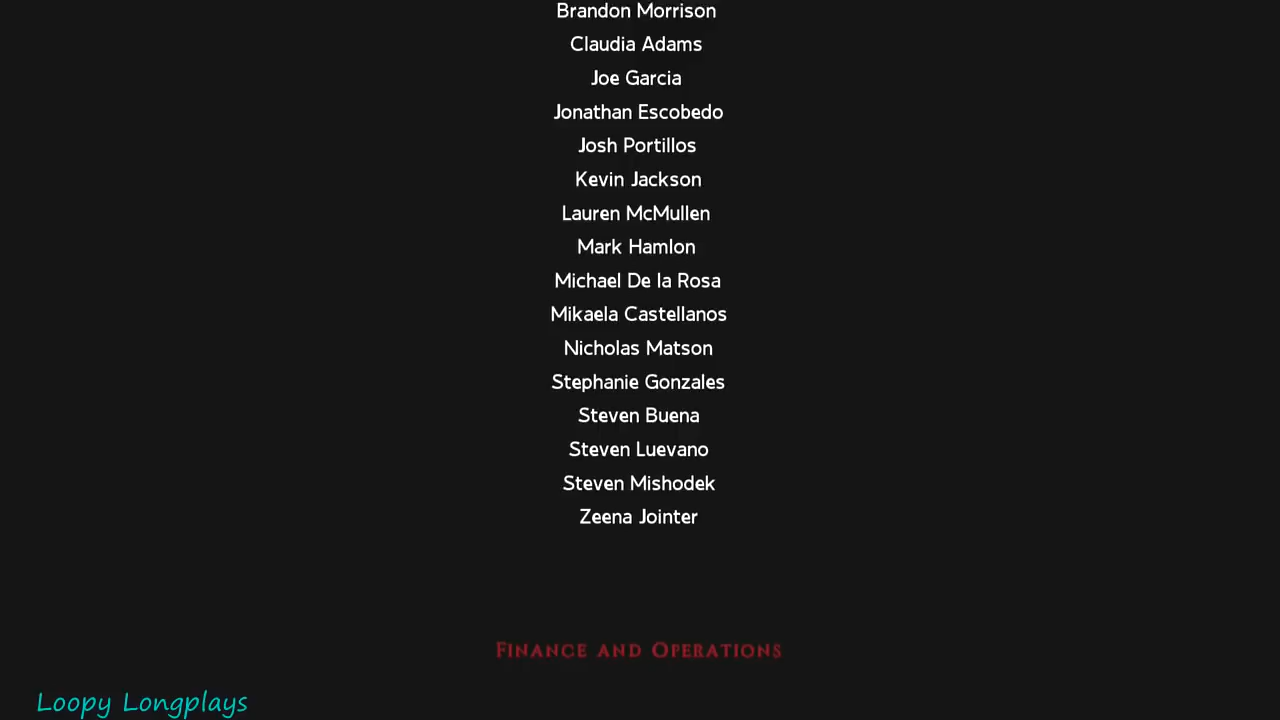 Brandon Morrison
Claudia Adams
Joe Garcia
Jonathan Escobedo
Josh Portillos
Kevin Jackson
Lauren McMullen
Mark Hamlon
Michael De la Rosa
Mikaela Castellanos
Nicholas Matson
Stephanie Gonzales
Steven Buena
Steven Luevano
Steven Mishodek
Zeena Jointer
Finance and Operations
Loopy Longplays